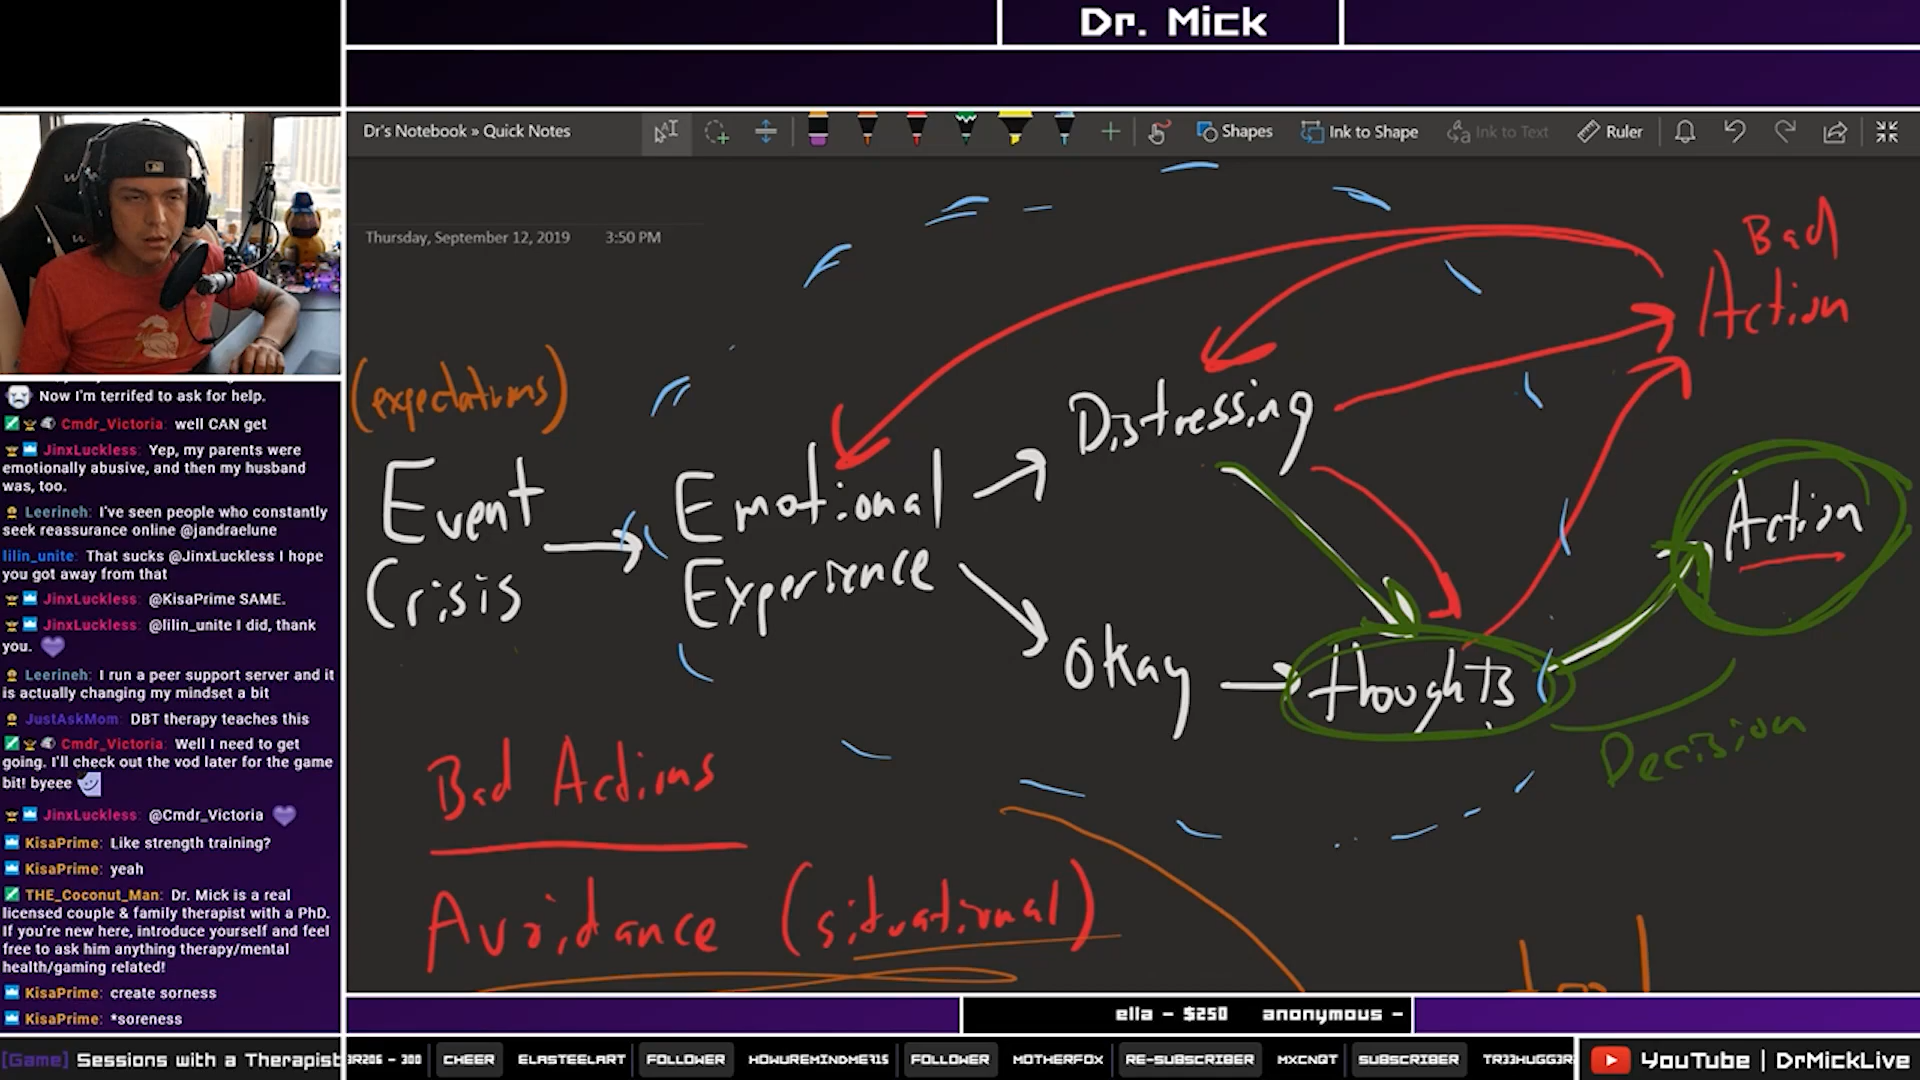 Dr. Mick
Dr's Notebook » Quick Notes
Shapes
Ink to Shape
Ink to Text
Ruler
Thursday, September 12, 2019 3:50 PM
Bad
Action
(expectations)
Event
Crisis
Emotional
Experience
Distressing
Okay
thoughts
Action
Decision
Bad Actions
Avoidance (situational)
Now I'm terrifed to ask for help.
Cmdr_Victoria: well CAN get
JinxLuckless: Yep, my parents were
emotionally abusive, and then my husband
was, too.
Leerineh: I've seen people who constantly
seek reassurance online @jandraelune
lilin_unite: That sucks @JinxLuckless I hope
you got away from that
JinxLuckless: @KisaPrime SAME.
JinxLuckless: @lilin_unite I did, thank
you.
Leerineh: I run a peer support server and it
is actually changing my mindset a bit
JustAskMom: DBT therapy teaches this
Cmdr_Victoria: Well I need to get
going. I'll check out the vod later for the game
bit! byeee
JinxLuckless: @Cmdr_Victoria
KisaPrime: Like strength training?
KisaPrime: yeah
THE_Coconut_Man: Dr. Mick is a real
licensed couple & family therapist with a PhD.
If you're new here, introduce yourself and feel
free to ask him anything therapy/mental
health/gaming related!
KisaPrime: create sorness
KisaPrime: *soreness
ella - $250 anonymous -
[Game] Sessions with a Therapist
3R206 - 300 CHEER ELASTEELART FOLLOWER HOWUREMINDME715 FOLLOWER MOTHERFOX RE-SUBSCRIBER MXCNQT SUBSCRIBER TR33HUGG3R
YouTube | DrMickLive